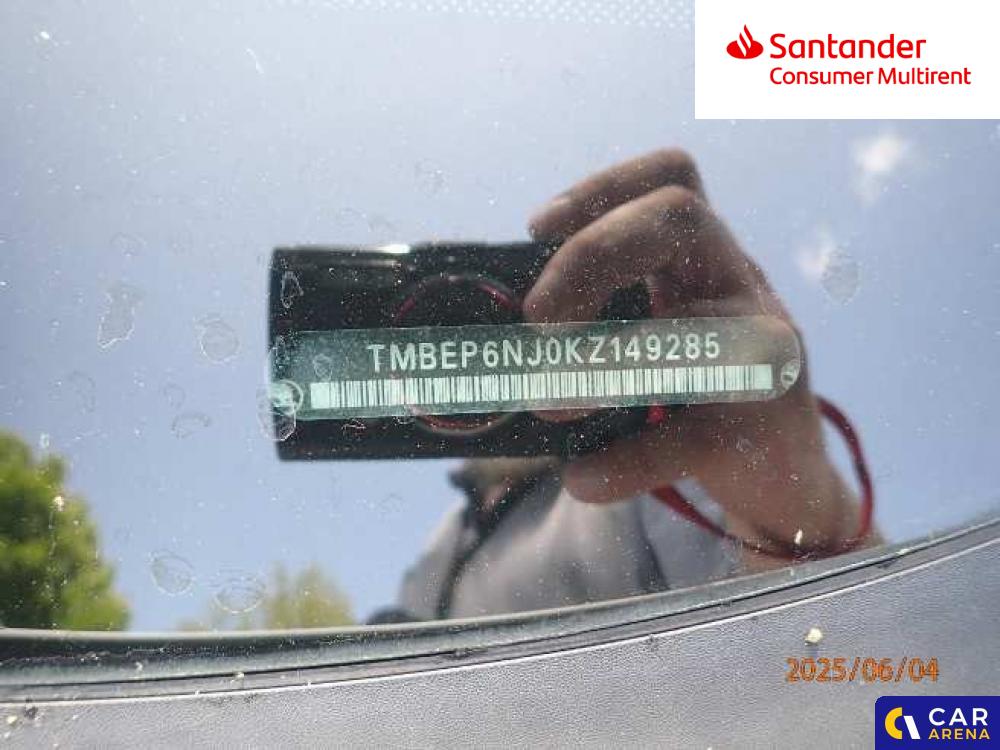 Santander
Consumer Multirent
TMBEP6NJ0KZ149285
2025/06/04
CAR
ARENA